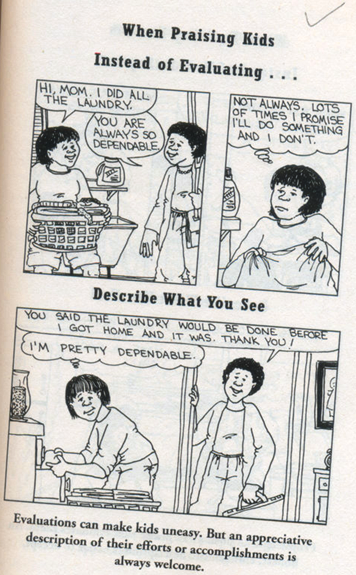 When Praising Kids
Instead of Evaluating . . .
HI, MOM. I DID ALL
THE LAUNDRY.
YOU ARE
ALWAYS SO
DEPENDABLE
NOT ALWAYS. LOTS
OF TIMES I PROMISE
I'LL DO SOMETHING
AND I DON'T.
Describe What You See
YOU SAID THE LAUNDRY WOULD BE DONE BEFORE
I GOT HOME AND IT WAS. THANK YOU!
I'M PRETTY DEPENDABLE.
Evaluations can make kids uneasy. But an appreciative
description of their efforts or accomplishments is
always welcome.